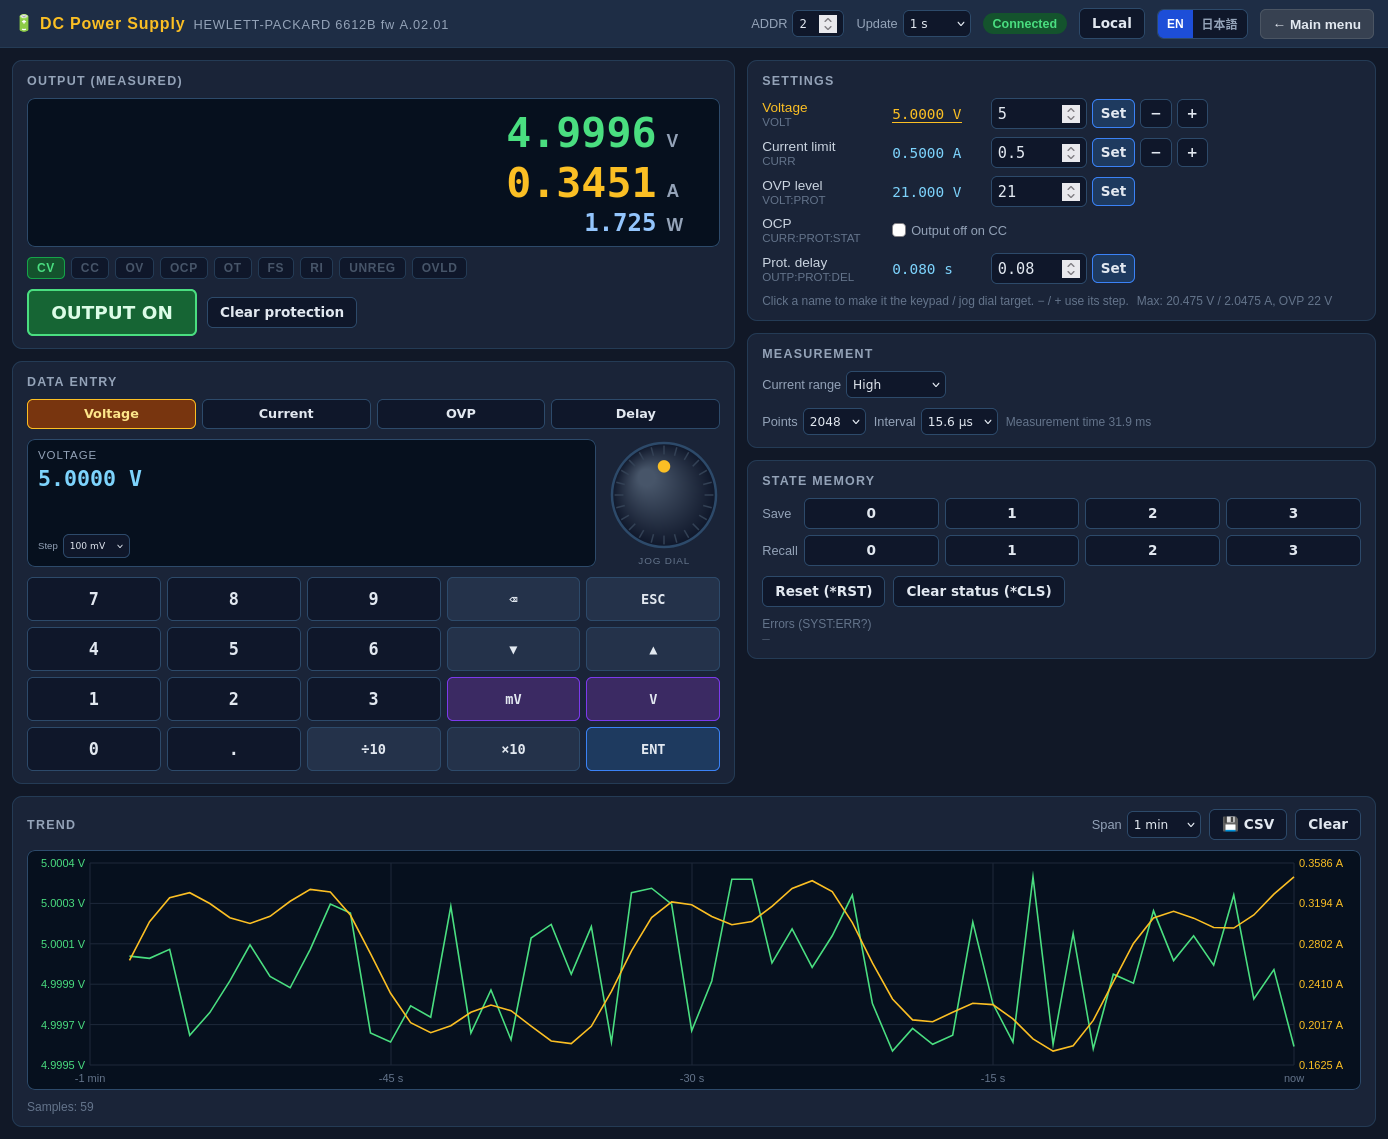 🔋 DC Power Supply HEWLETT-PACKARD 6612B fw A.02.01
ADDR 2 Update 1 s Connected Local EN 日本語 ← Main menu
OUTPUT (MEASURED)
4.9996 V
0.3451 A
1.725 W
CV CC OV OCP OT FS RI UNREG OVLD
OUTPUT ON Clear protection
SETTINGS
Voltage 5.0000 V 5 Set − +
VOLT
Current limit 0.5000 A 0.5 Set − +
CURR
OVP level 21.000 V 21 Set
VOLT:PROT
OCP Output off on CC
CURR:PROT:STAT
Prot. delay 0.080 s 0.08 Set
OUTP:PROT:DEL
Click a name to make it the keypad / jog dial target. − / + use its step. Max: 20.475 V / 2.0475 A, OVP 22 V
DATA ENTRY
Voltage Current OVP Delay
VOLTAGE
5.0000 V
Step 100 mV
JOG DIAL
7 8 9 ⌫ ESC
4 5 6 ▼ ▲
1 2 3 mV V
0 . ÷10 ×10 ENT
MEASUREMENT
Current range High
Points 2048 Interval 15.6 µs Measurement time 31.9 ms
STATE MEMORY
Save 0 1 2 3
Recall 0 1 2 3
Reset (*RST) Clear status (*CLS)
Errors (SYST:ERR?)
—
TREND
Span 1 min 💾 CSV Clear
5.0004 V 0.3586 A
5.0003 V 0.3194 A
5.0001 V 0.2802 A
4.9999 V 0.2410 A
4.9997 V 0.2017 A
4.9995 V 0.1625 A
-1 min -45 s -30 s -15 s now
Samples: 59